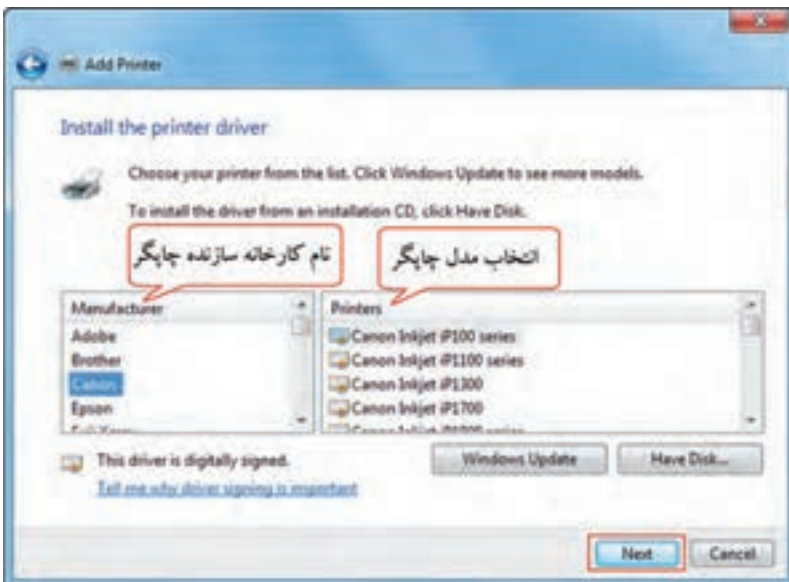 Add Printer
Install the printer driver
Choose your printer from the list. Click Windows Update to see more models.
To install the driver from an installation CD, click Have Disk.
نام کارخانه سازنده چاپگر
انتخاب مدل چاپگر
Manufacturer
Adobe
Brother
Canon
Epson
Printers
Canon Inkjet iP100 series
Canon Inkjet iP1100 series
Canon Inkjet iP1300
Canon Inkjet iP1700
This driver is digitally signed.
Tell me why driver signing is important
Windows Update
Have Disk...
Next
Cancel